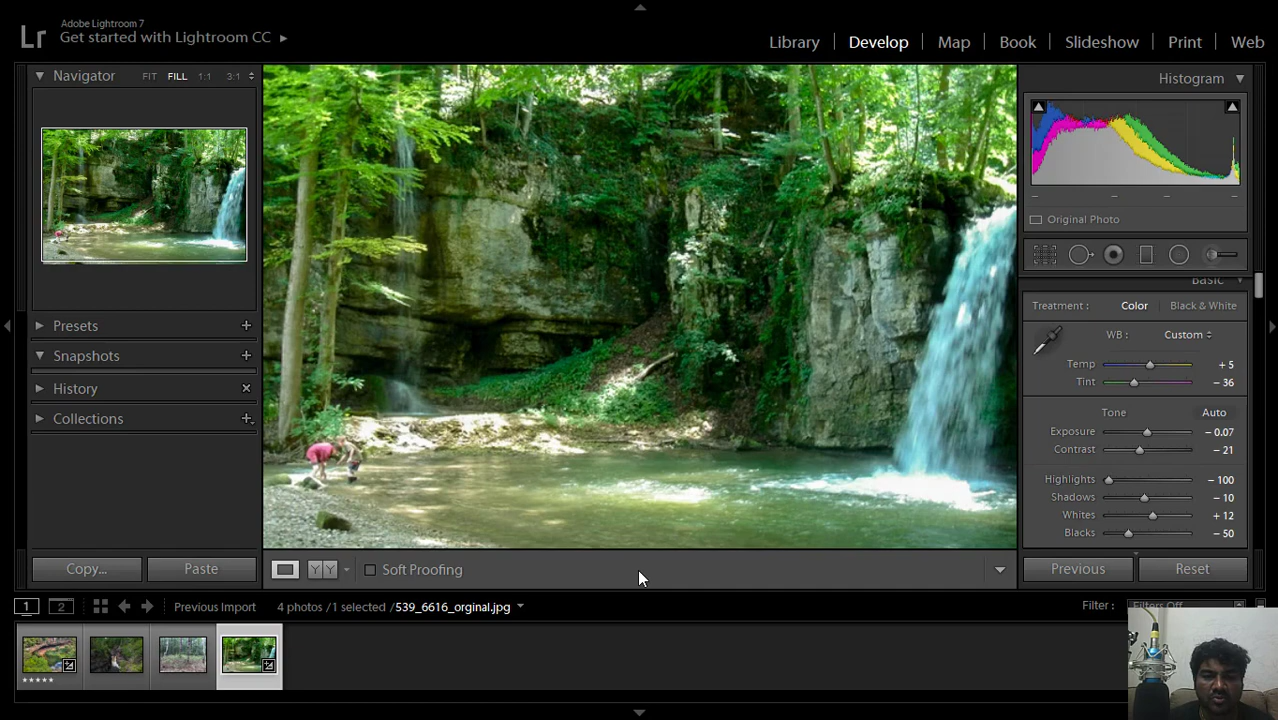 Adobe Lightroom 7
Lr Get started with Lightroom CC
Library Develop Map Book Slideshow Print Web
Navigator FIT FILL 1:1 3:1
Histogram
Original Photo
Basic
Treatment : Color Black & White
WB : Custom
Temp + 5
Tint − 36
Tone Auto
Exposure − 0.07
Contrast − 21
Highlights − 100
Shadows − 10
Whites + 12
Blacks − 50
Presets
Snapshots
History
Collections
Copy... Paste
YY Soft Proofing
Previous Reset
1 2 Previous Import 4 photos / 1 selected / 539_6616_orginal.jpg Filter : Filters Off